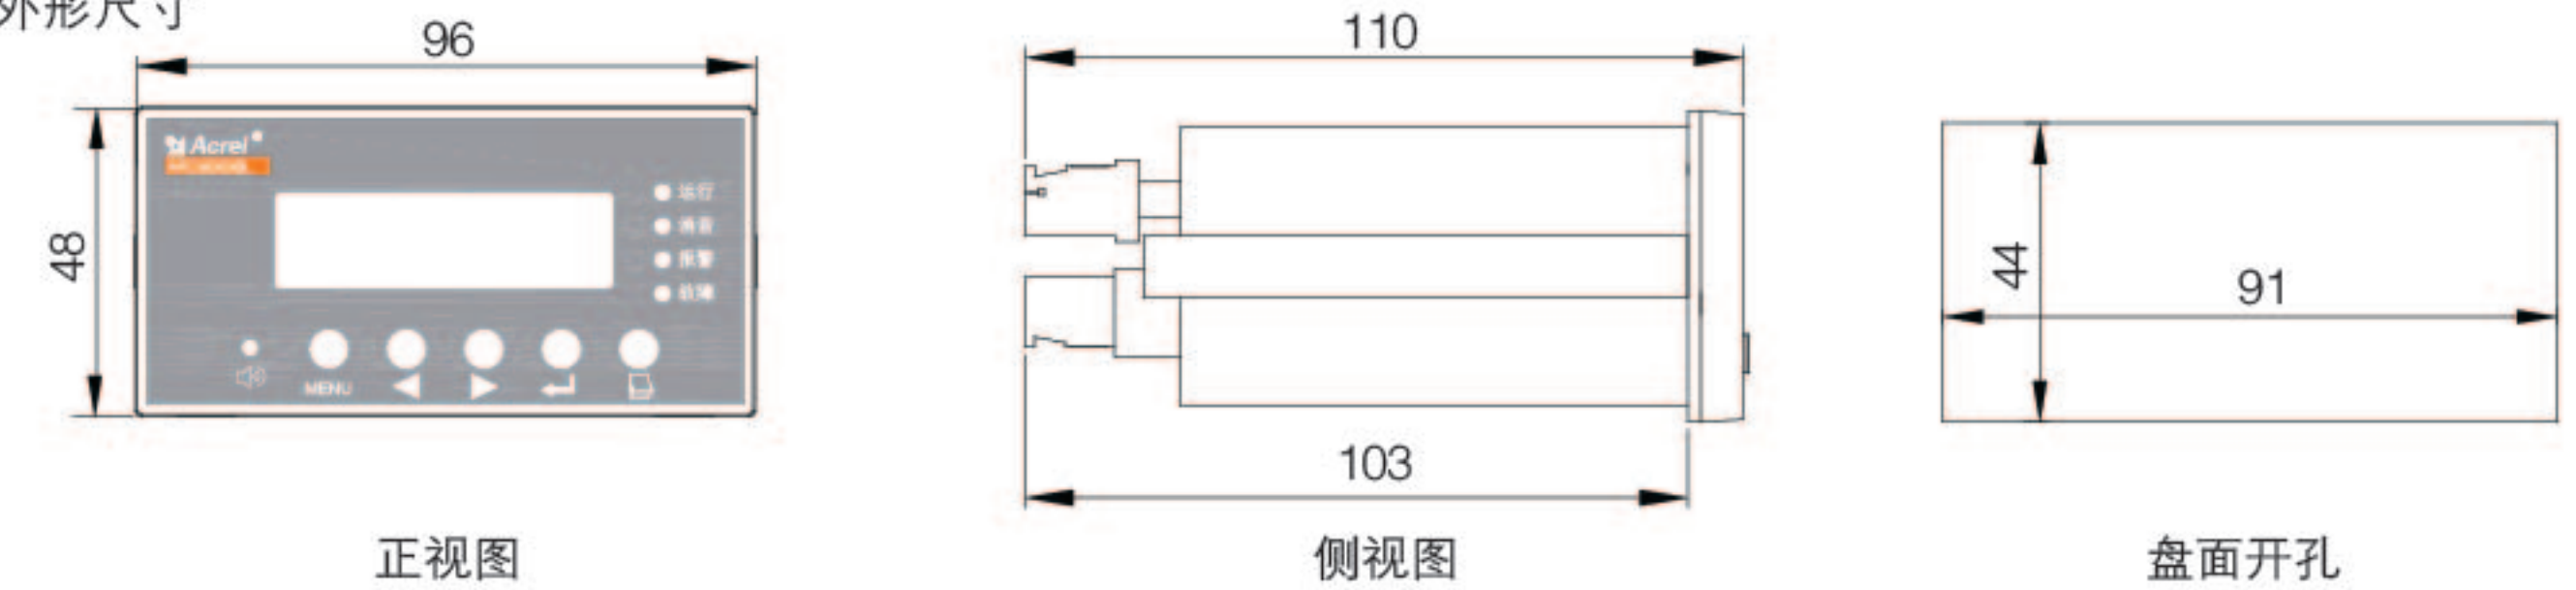 外形尺寸
96
110
48
Acrel
运行
消音
报警
故障
MENU
44
91
103
正视图
侧视图
盘面开孔